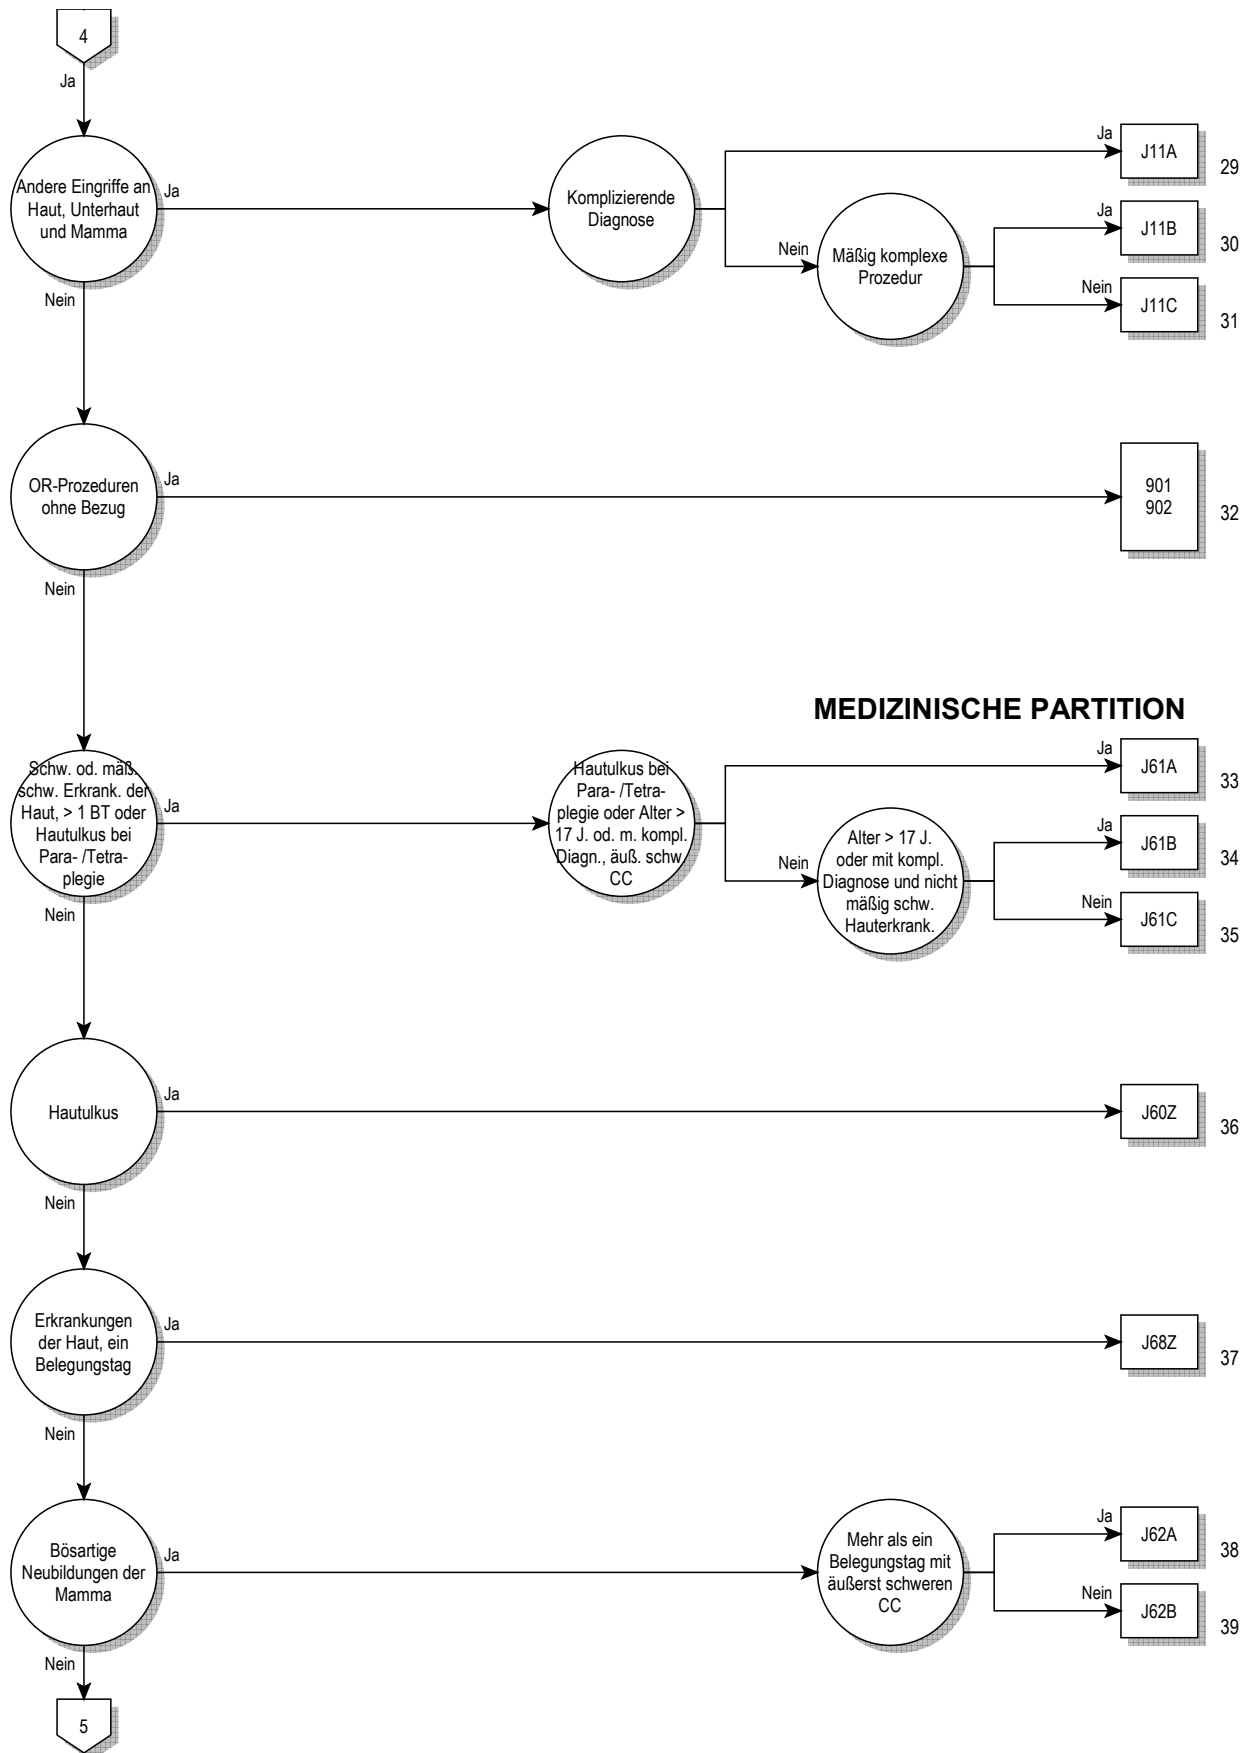 4
Ja
Andere Eingriffe an
Haut, Unterhaut
und Mamma
Ja
Komplizierende
Diagnose
Ja
J11A
29
Nein
Mäßig komplexe
Prozedur
Ja
J11B
30
Nein
J11C
31
Nein
OR-Prozeduren
ohne Bezug
Ja
901
902
32
Nein
MEDIZINISCHE PARTITION
Schw. od. mäß.
schw. Erkrank. der
Haut, > 1 BT oder
Hautulkus bei
Para- /Tetra-
plegie
Ja
Hautulkus bei
Para- /Tetra-
plegie oder Alter >
17 J. od. m. kompl.
Diagn., äuß. schw.
CC
Ja
J61A
33
Nein
Alter > 17 J.
oder mit kompl.
Diagnose und nicht
mäßig schw.
Hauterkrank.
Ja
J61B
34
Nein
J61C
35
Nein
Hautulkus
Ja
J60Z
36
Nein
Erkrankungen
der Haut, ein
Belegungstag
Ja
J68Z
37
Nein
Bösartige
Neubildungen der
Mamma
Ja
Mehr als ein
Belegungstag mit
äußerst schweren
CC
Ja
J62A
38
Nein
J62B
39
Nein
5